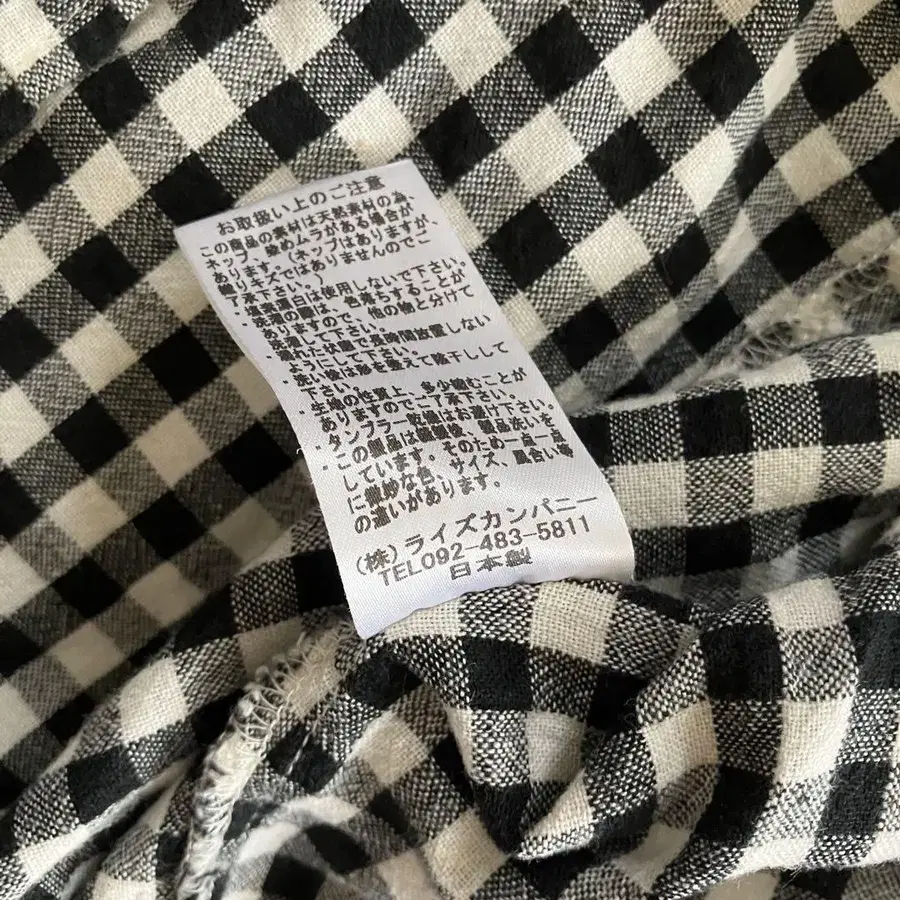 お取扱い上のご注意
この商品の素材は天然素材の為、
ネップ、染めムラがある場合が
あります。(ネップはありますが、
織りキズではありませんのでご
了承下さい。)
・塩素漂白は使用しないで下さい。
・洗濯の際は、色落ちすることが
ありますので、他の物と分けて
洗濯して下さい。
・濡れた状態で長時間放置しない
ようにして下さい。
・洗い後は形を整えて陰干しして
下さい。
・生地の性質上、多少縮むことが
ありますのでご了承下さい。
・タンブラー乾燥はお避け下さい。
・この製品は縫製後、製品洗いを
しています。そのため一点一点
に微妙な色、サイズ、風合い等
の違いがあります。
(株)ライズカンパニー
TEL092-483-5811
日本製